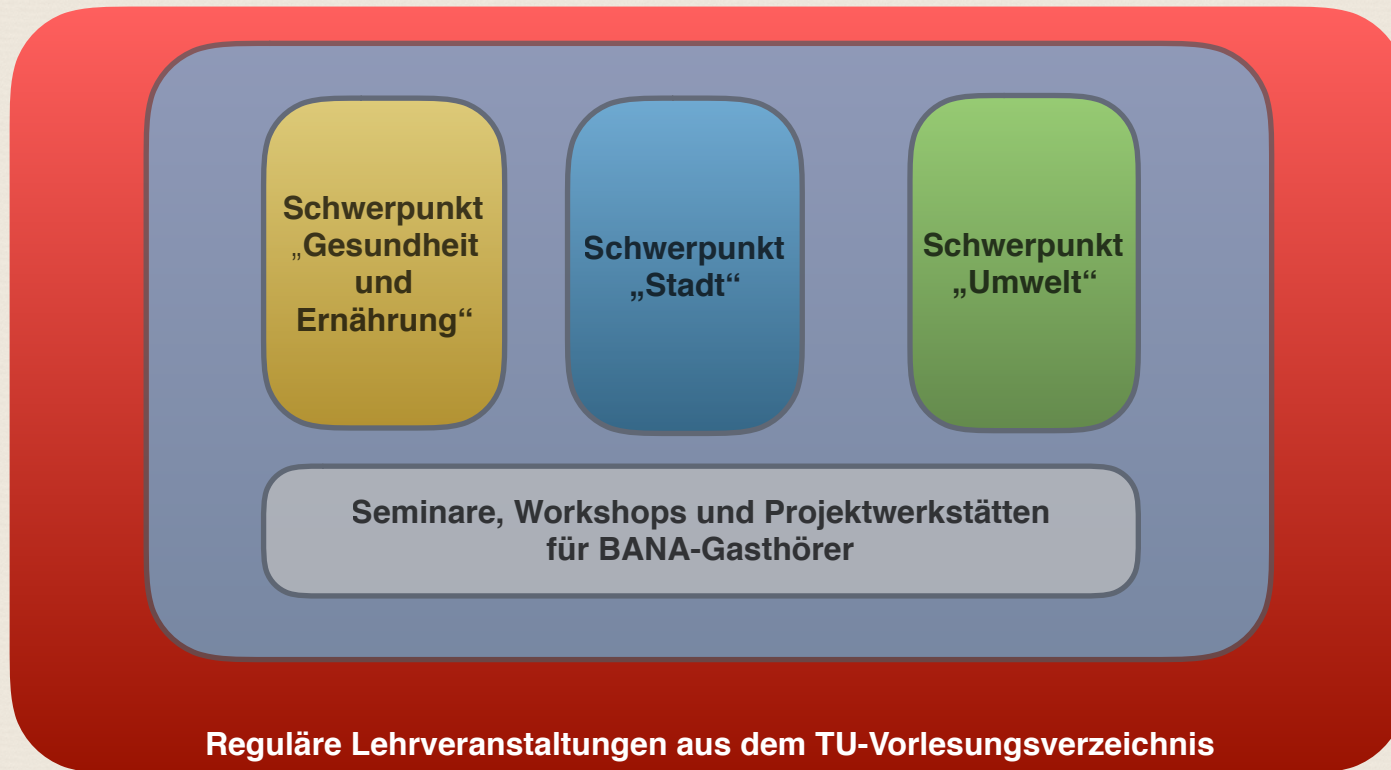 Schwerpunkt
„Gesundheit
und
Ernährung“
Schwerpunkt
„Stadt“
Schwerpunkt
„Umwelt“
Seminare, Workshops und Projektwerkstätten
für BANA-Gasthörer
Reguläre Lehrveranstaltungen aus dem TU-Vorlesungsverzeichnis